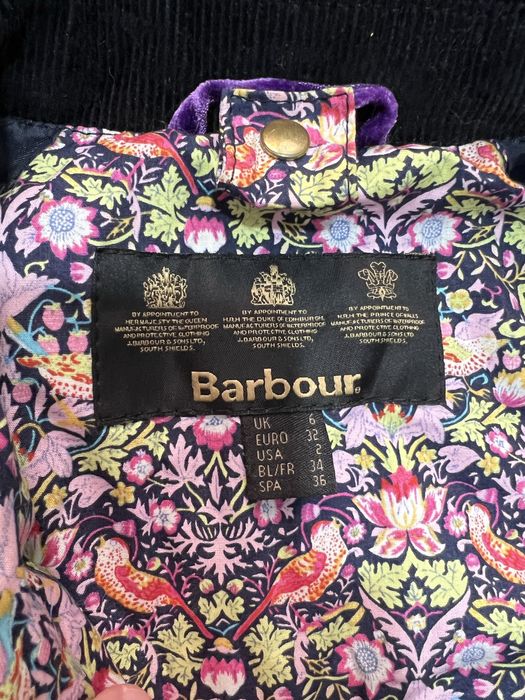 BY APPOINTMENT TO
HER MAJESTY THE QUEEN
MANUFACTURERS OF WATERPROOF
AND PROTECTIVE CLOTHING
J.BARBOUR & SONS LTD.
SOUTH SHIELDS.
BY APPOINTMENT TO
H.R.H. THE DUKE OF EDINBURGH,
MANUFACTURERS OF WATERPROOF
AND PROTECTIVE CLOTHING
J.BARBOUR & SONS LTD
SOUTH SHIELDS.
BY APPOINTMENT TO
H.R.H. THE PRINCE OF WALES
MANUFACTURERS OF WATERPROOF
AND PROTECTIVE CLOTHING
J.BARBOUR & SONS LTD
SOUTH SHIELDS.
Barbour
UK 6
EURO 32
USA 2
BL/FR 34
SPA 36